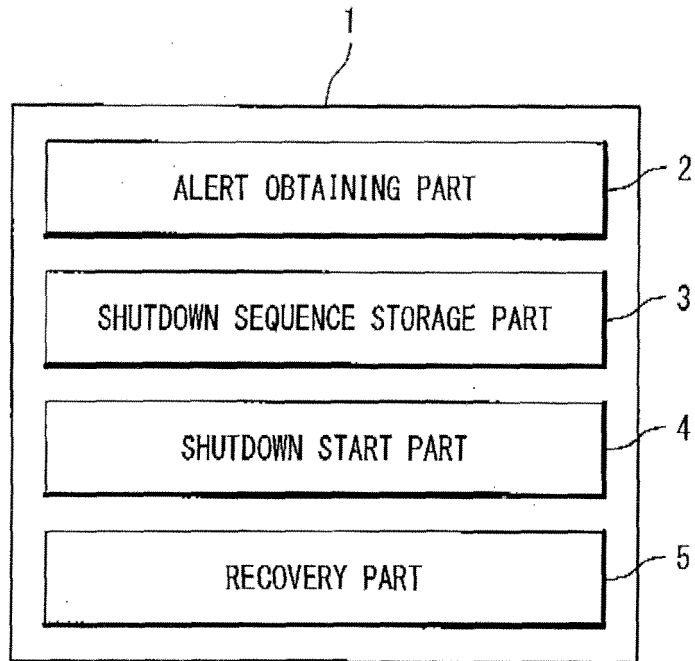 1
ALERT OBTAINING PART
2
SHUTDOWN SEQUENCE STORAGE PART
3
SHUTDOWN START PART
4
RECOVERY PART
5